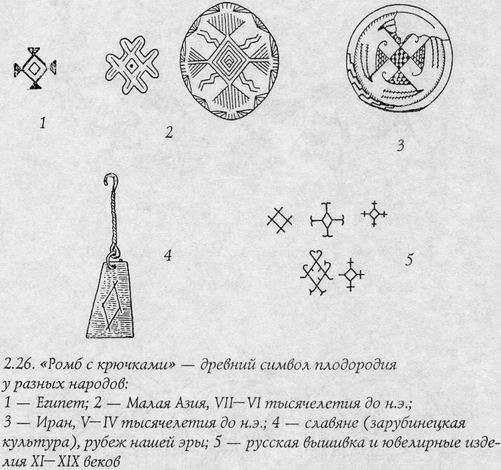 1
2
3
4
5
2.26. «Ромб с крючками» — древний символ плодородия
у разных народов:
1 — Египет; 2 — Малая Азия, VII—VI тысячелетия до н.э.;
3 — Иран, V—IV тысячелетия до н.э.; 4 — славяне (зарубинецкая
культура), рубеж нашей эры; 5 — русская вышивка и ювелирные изде-
лия XI—XIX веков